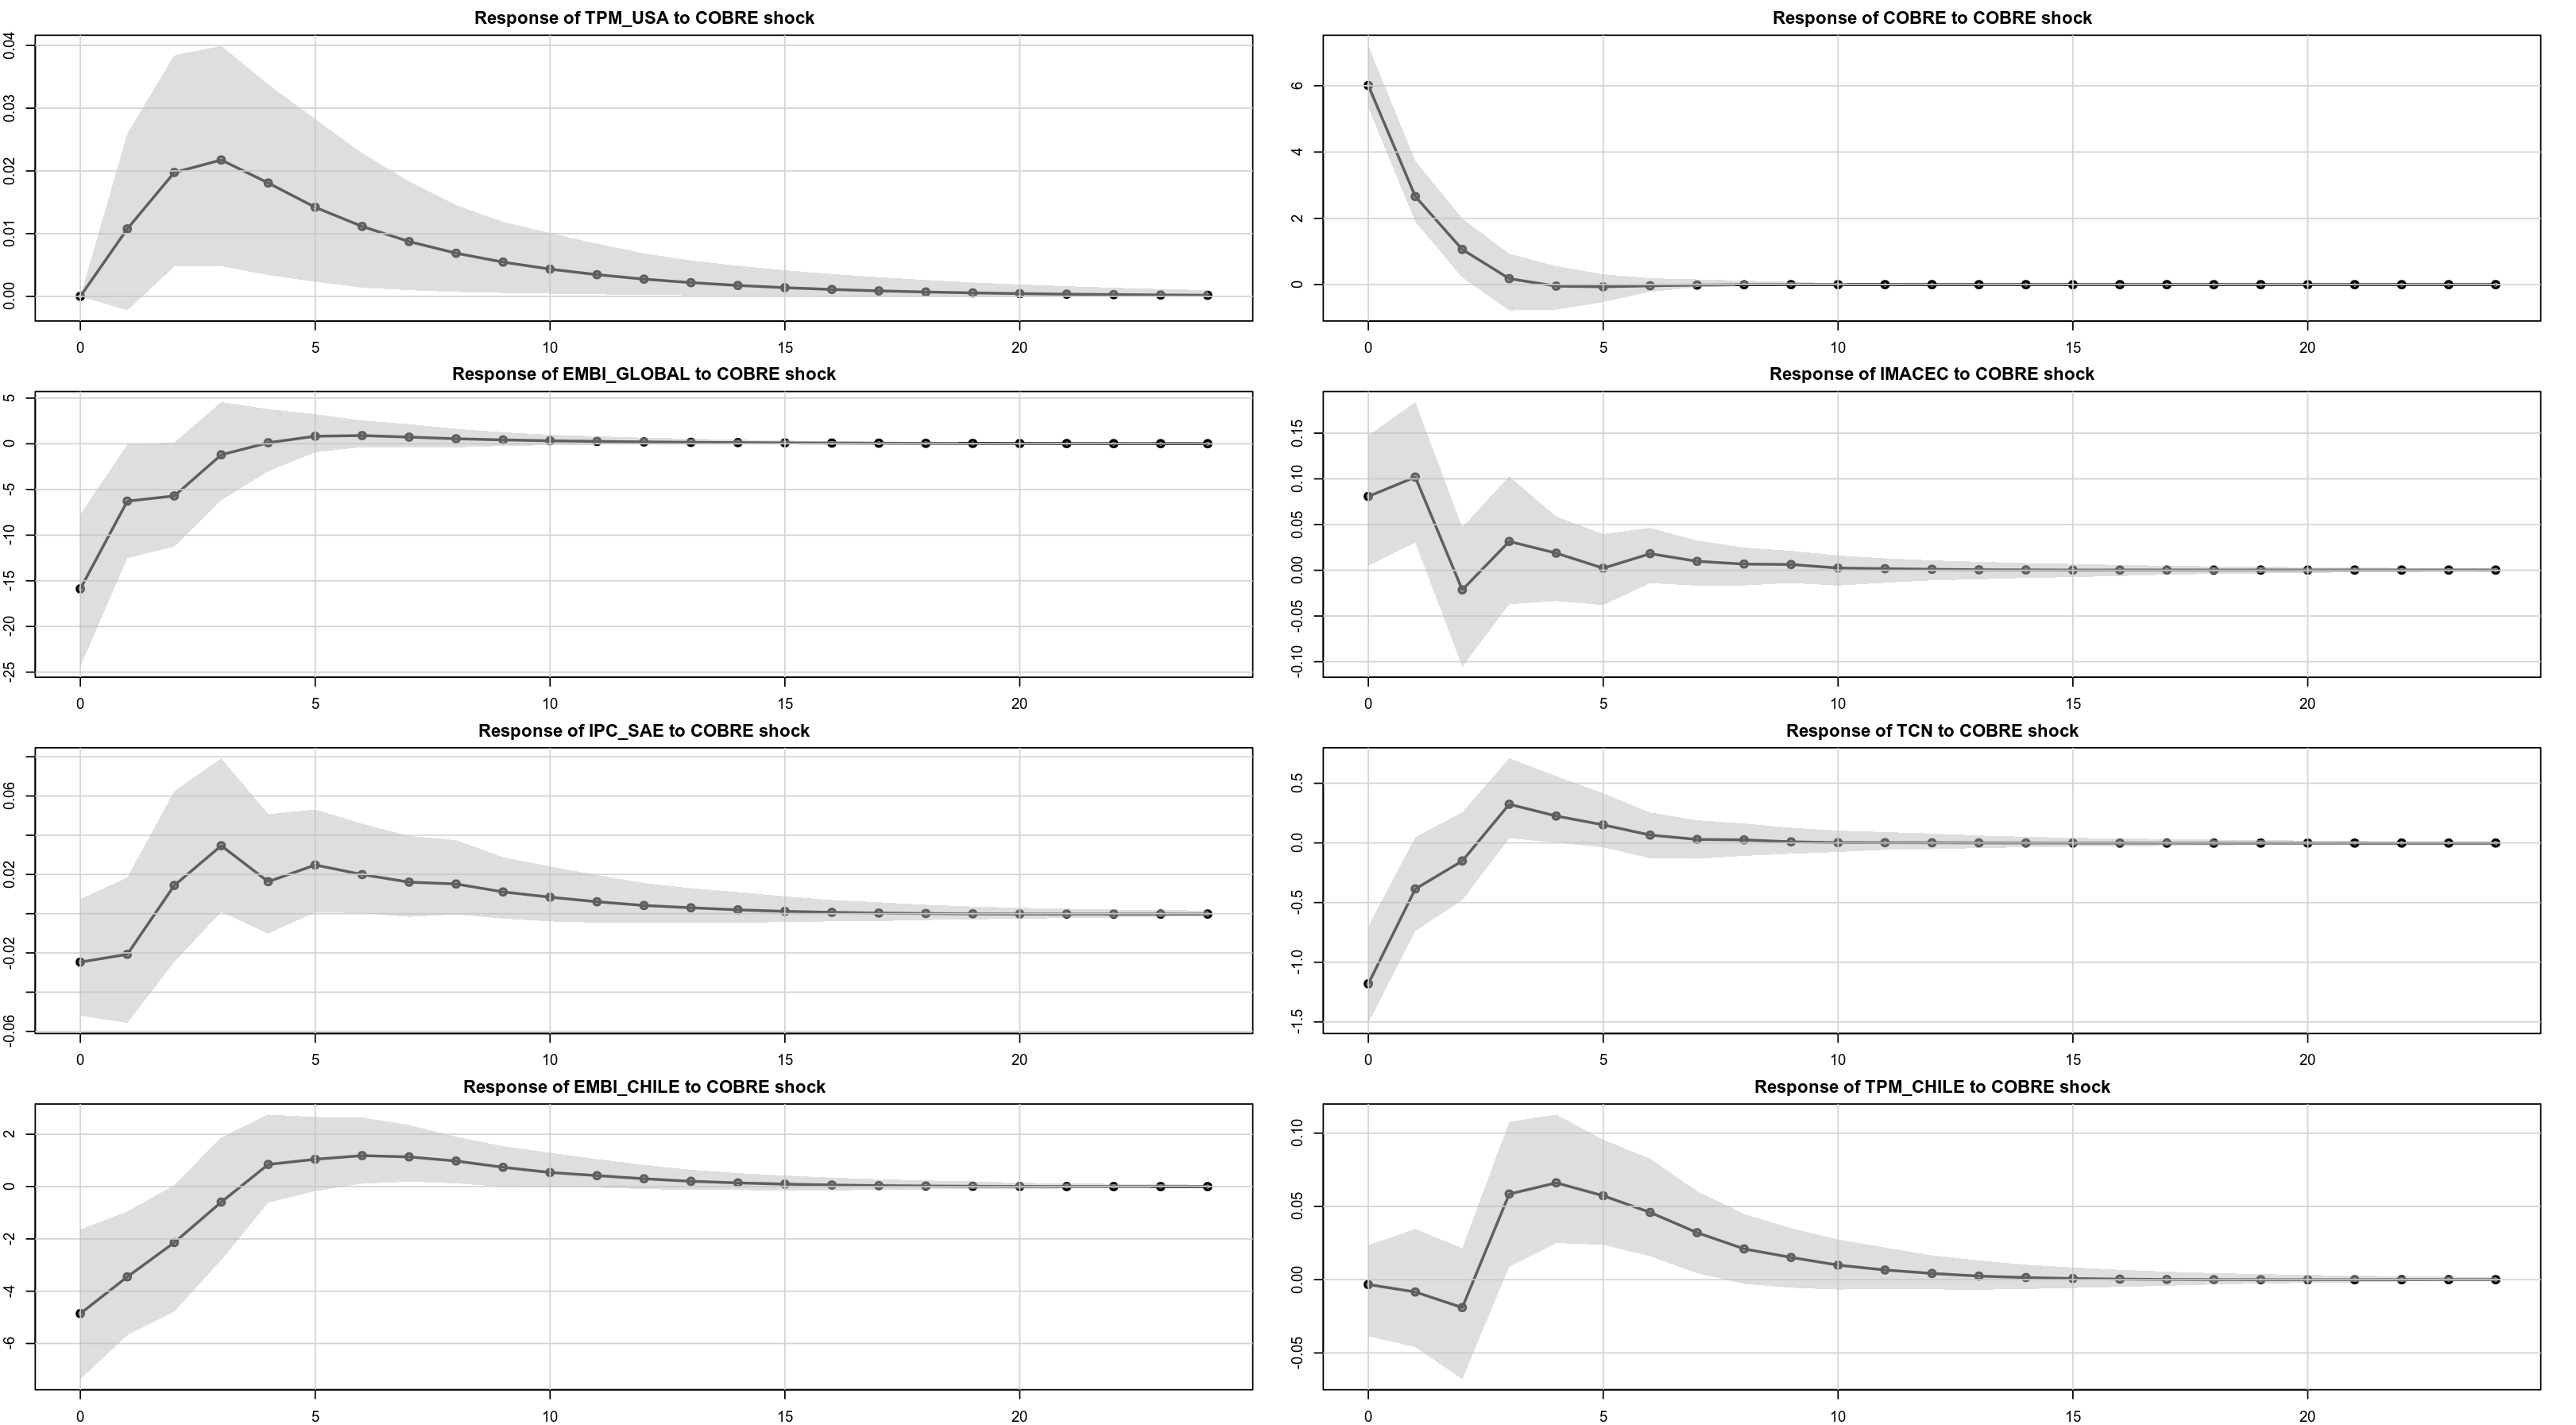 Response of TPM_USA to COBRE shock
0.04
0.03
0.02
0.01
0.00
0 5 10 15 20
Response of COBRE to COBRE shock
6
4
2
0
0 5 10 15 20
Response of EMBI_GLOBAL to COBRE shock
5
0
-5
-10
-15
-20
-25
0 5 10 15 20
Response of IMACEC to COBRE shock
0.15
0.10
0.05
0.00
-0.05
-0.10
0 5 10 15 20
Response of IPC_SAE to COBRE shock
0.06
0.02
-0.02
-0.06
0 5 10 15 20
Response of TCN to COBRE shock
0.5
0.0
-0.5
-1.0
-1.5
0 5 10 15 20
Response of EMBI_CHILE to COBRE shock
2
0
-2
-4
-6
0 5 10 15 20
Response of TPM_CHILE to COBRE shock
0.10
0.05
0.00
-0.05
0 5 10 15 20